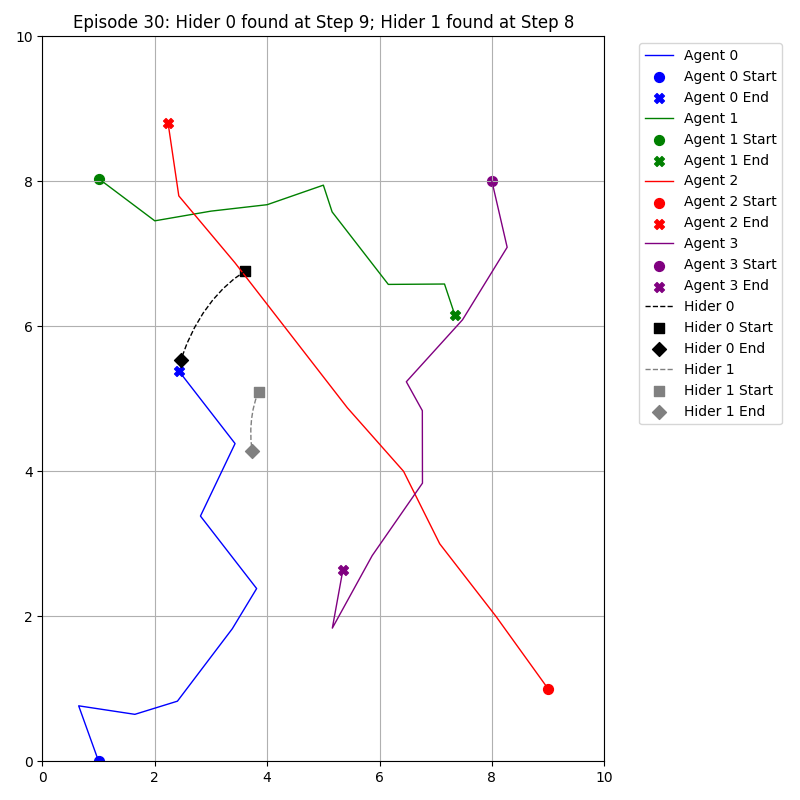 Episode 30: Hider 0 found at Step 9; Hider 1 found at Step 8
10
8
6
4
2
0
0 2 4 6 8 10
Agent 0
Agent 0 Start
Agent 0 End
Agent 1
Agent 1 Start
Agent 1 End
Agent 2
Agent 2 Start
Agent 2 End
Agent 3
Agent 3 Start
Agent 3 End
Hider 0
Hider 0 Start
Hider 0 End
Hider 1
Hider 1 Start
Hider 1 End